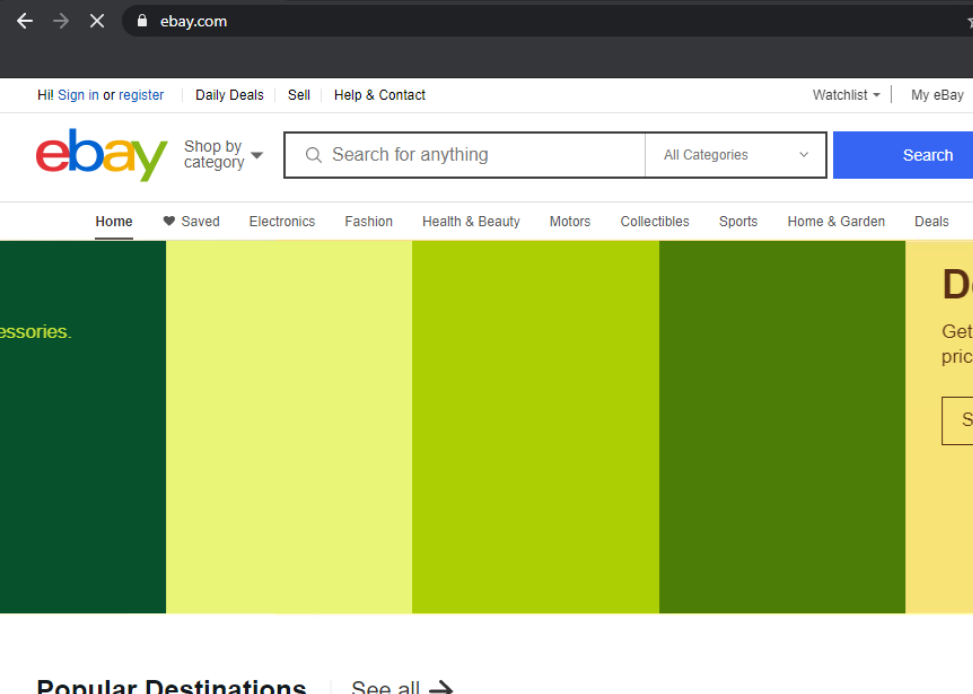 ebay.com
Hi! Sign in or register Daily Deals Sell Help & Contact Watchlist My eBay
ebay Shop by category Search for anything All Categories Search
Home Saved Electronics Fashion Health & Beauty Motors Collectibles Sports Home & Garden Deals
essories.
Get
pric
Popular Destinations See all